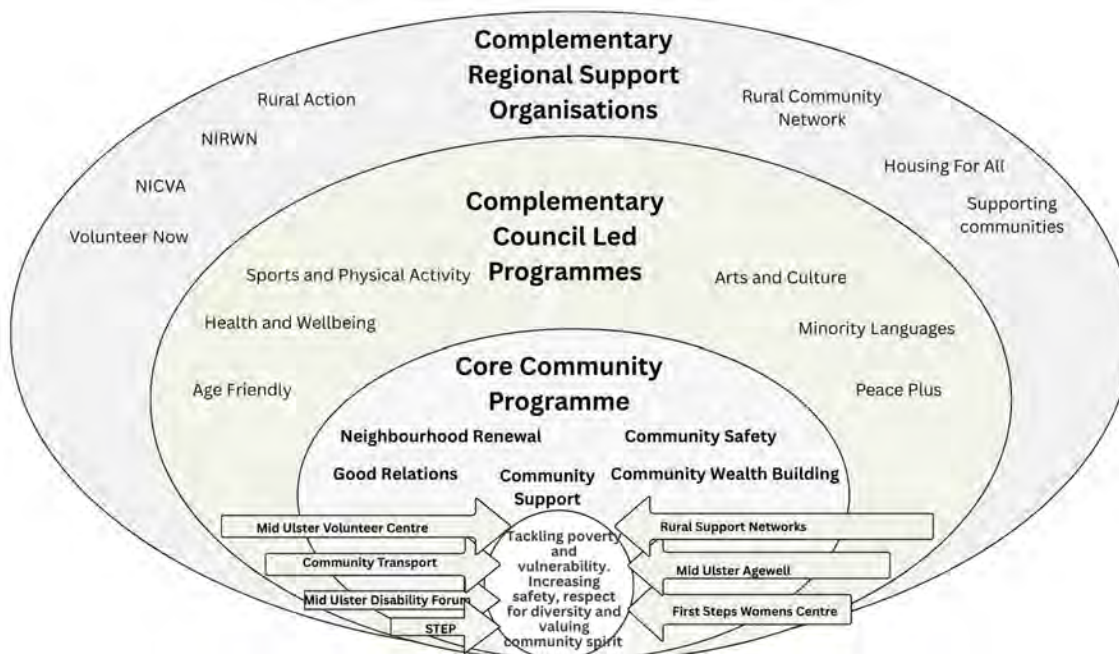 Complementary
Regional Support
Organisations
Rural Action
NIRWN
NICVA
Volunteer Now
Rural Community
Network
Housing For All
Supporting
communities
Complementary
Council Led
Programmes
Sports and Physical Activity
Health and Wellbeing
Age Friendly
Arts and Culture
Minority Languages
Peace Plus
Core Community
Programme
Neighbourhood Renewal
Community Safety
Good Relations
Community
Support
Community Wealth Building
Mid Ulster Volunteer Centre
Community Transport
Mid Ulster Disability Forum
STEP
Rural Support Networks
Mid Ulster Agewell
First Steps Womens Centre
Tackling poverty
and
vulnerability.
Increasing
safety, respect
for diversity and
valuing
community spirit